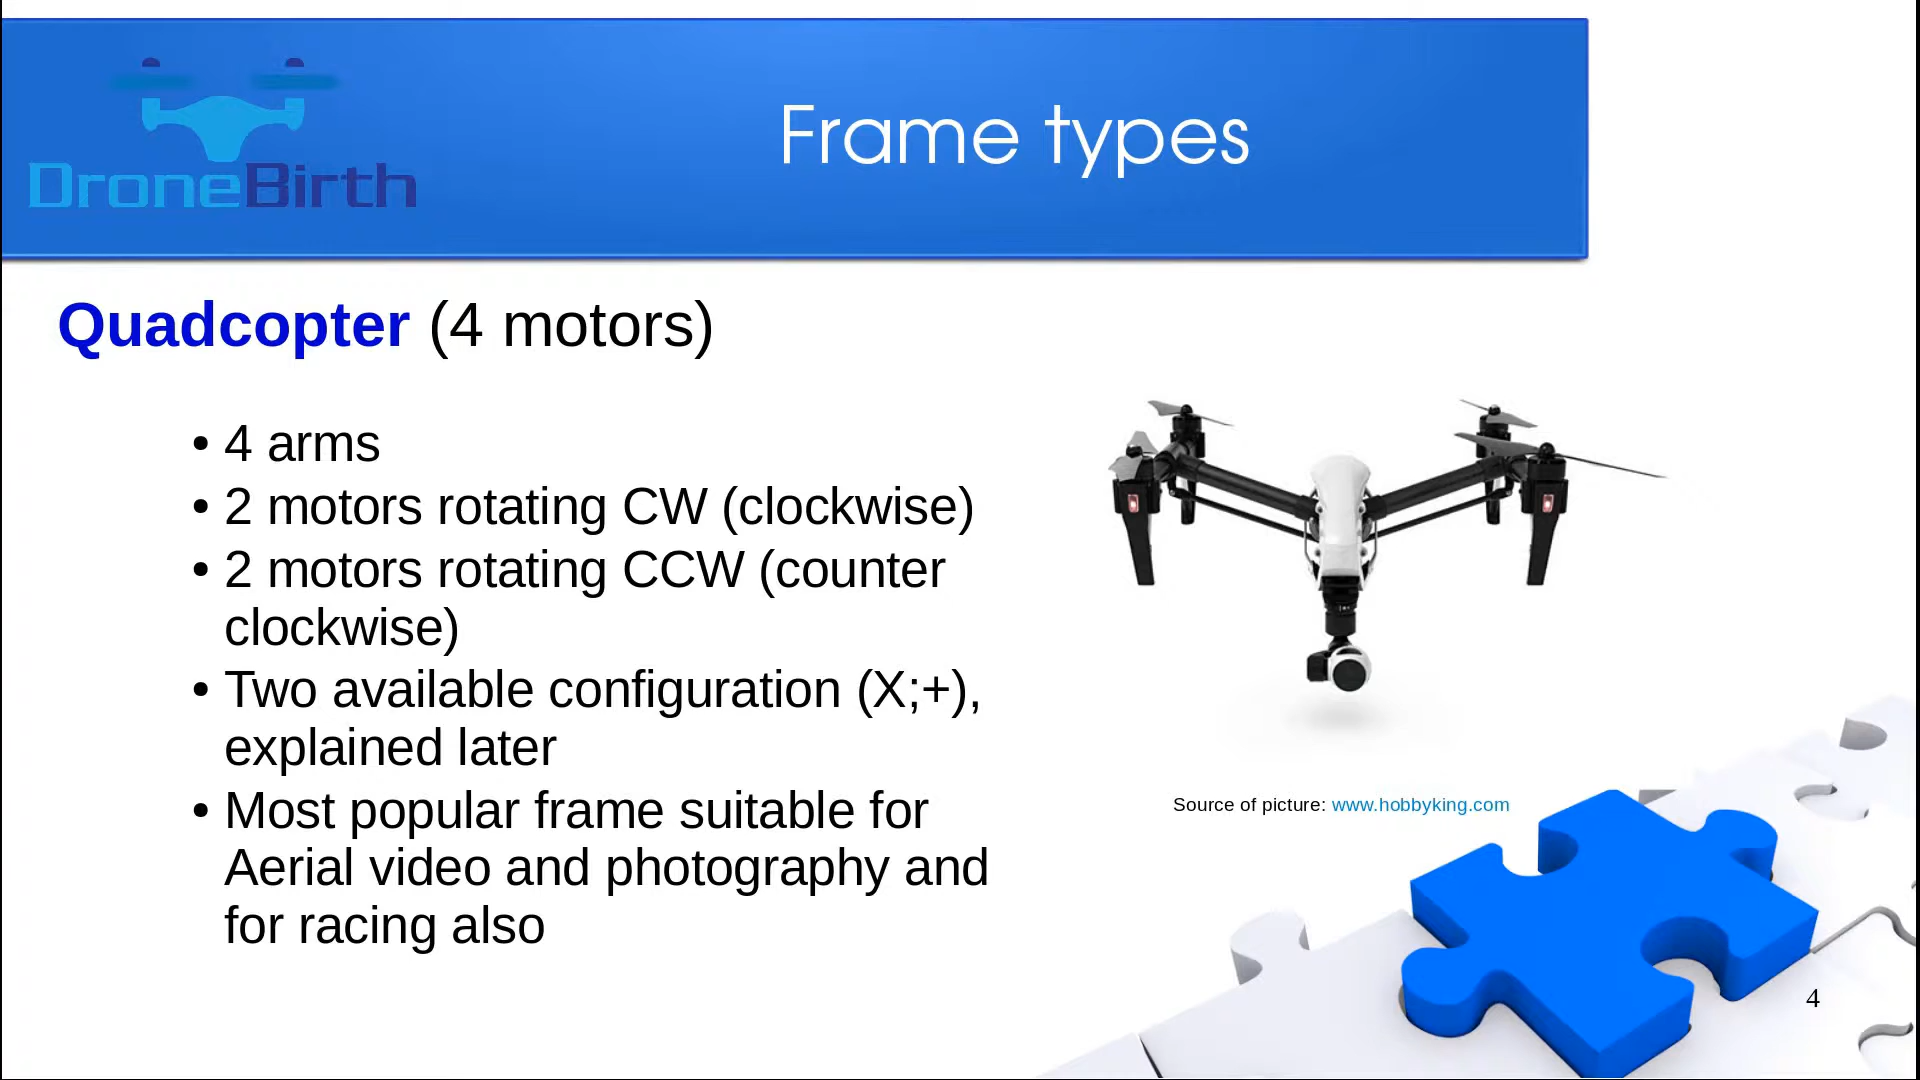 DroneBirth
Frame types
Quadcopter (4 motors)
• 4 arms
• 2 motors rotating CW (clockwise)
• 2 motors rotating CCW (counter
clockwise)
• Two available configuration (X;+),
explained later
• Most popular frame suitable for
Aerial video and photography and
for racing also
Source of picture: www.hobbyking.com
4